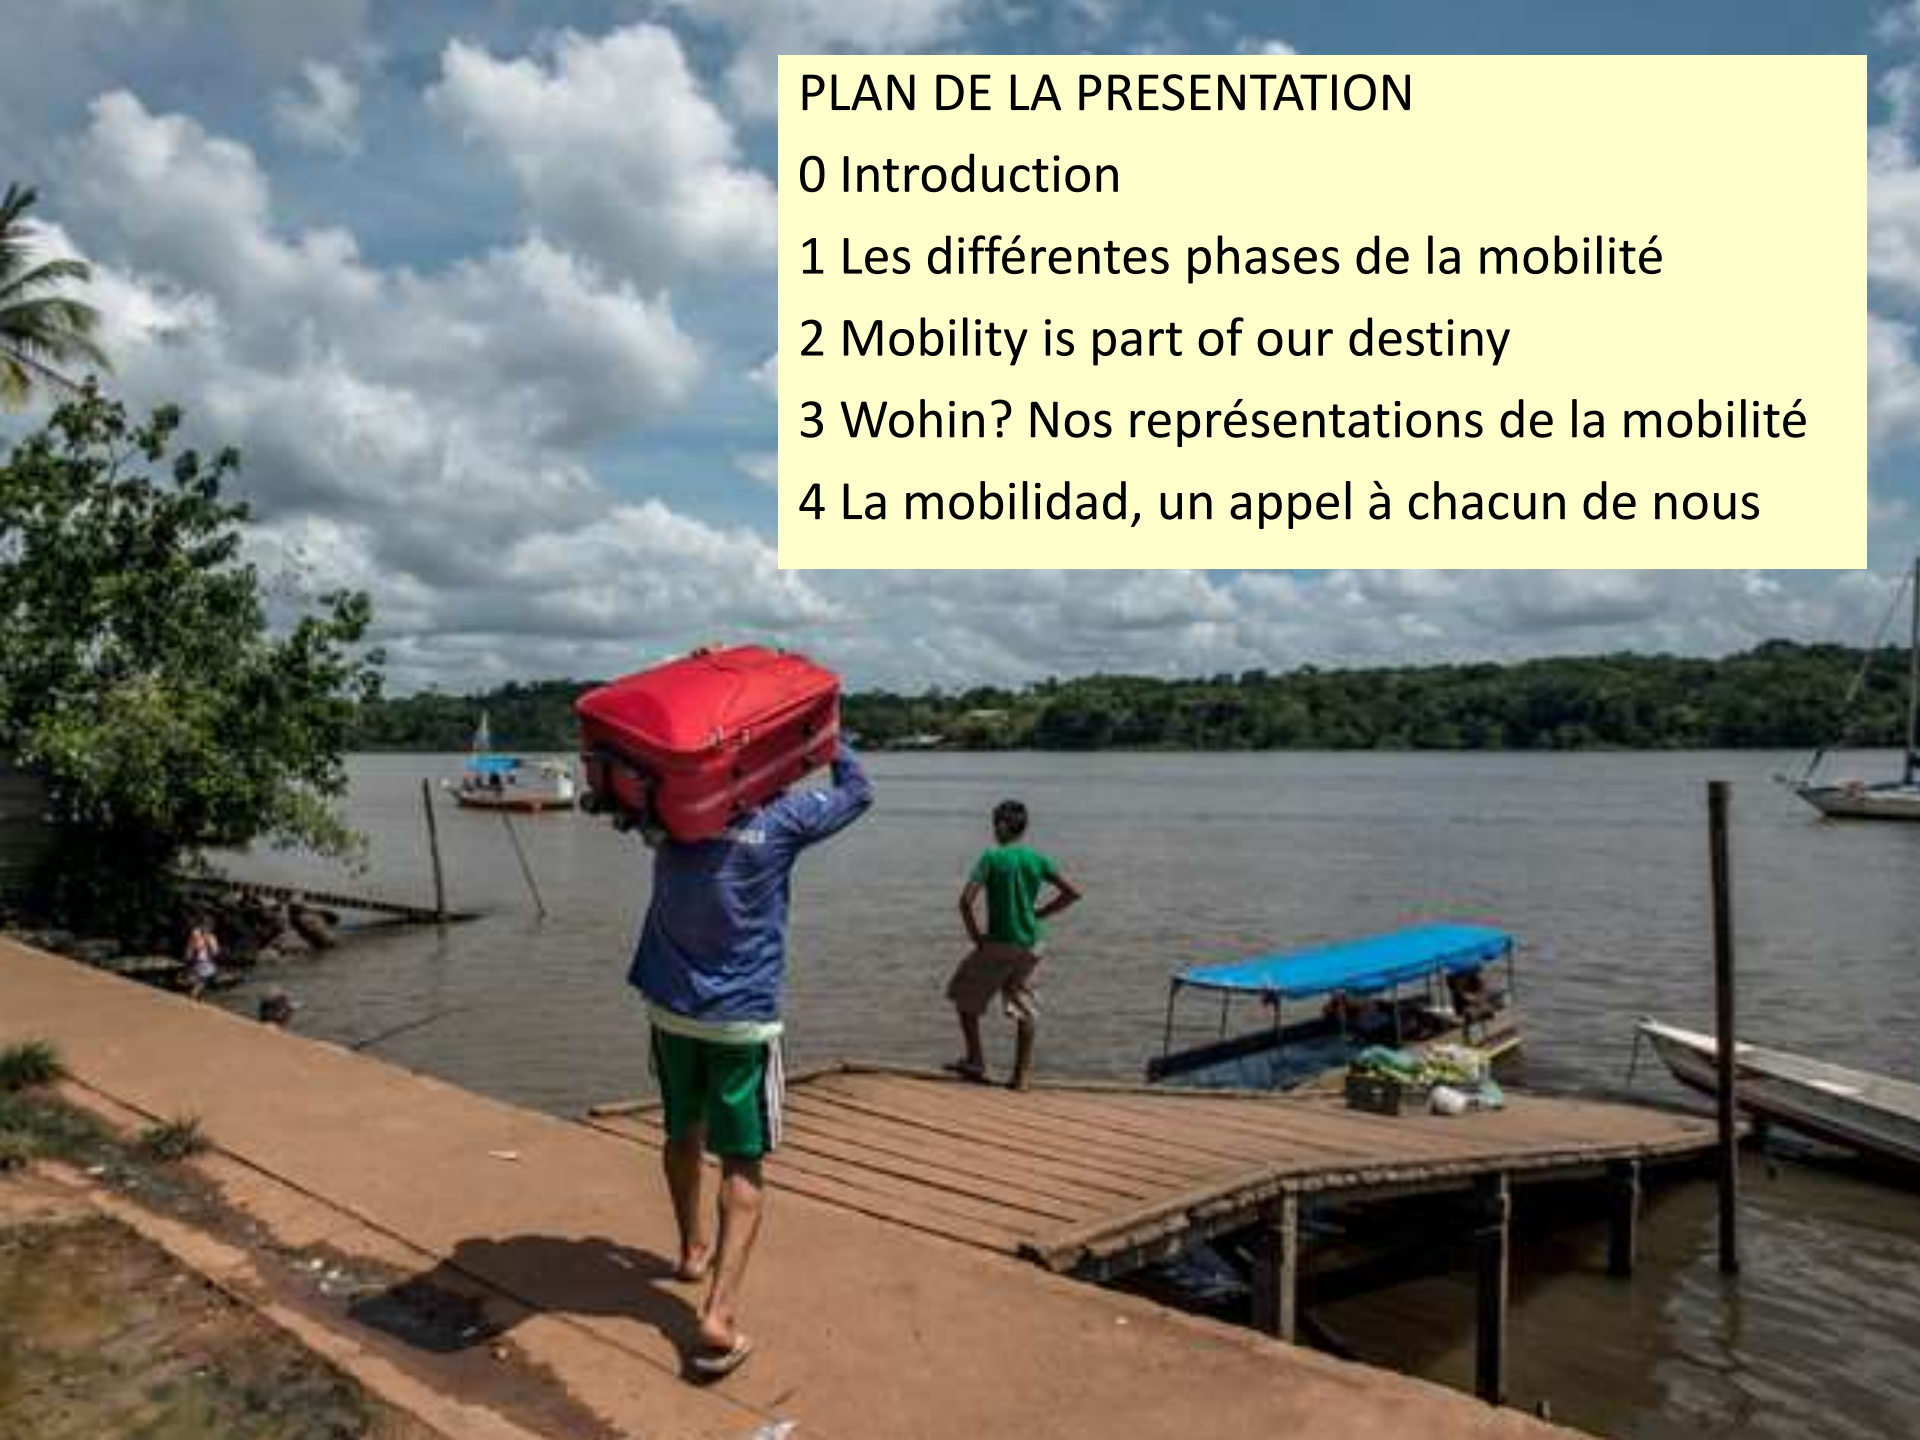 PLAN DE LA PRESENTATION
0 Introduction
1 Les différentes phases de la mobilité
2 Mobility is part of our destiny
3 Wohin? Nos représentations de la mobilité
4 La mobilidad, un appel à chacun de nous